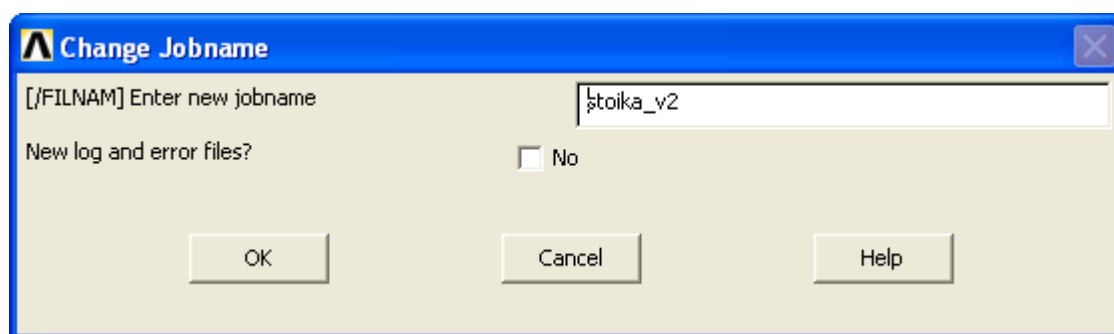 Change Jobname
[/FILNAM] Enter new jobname stoika_v2
New log and error files? No
OK Cancel Help